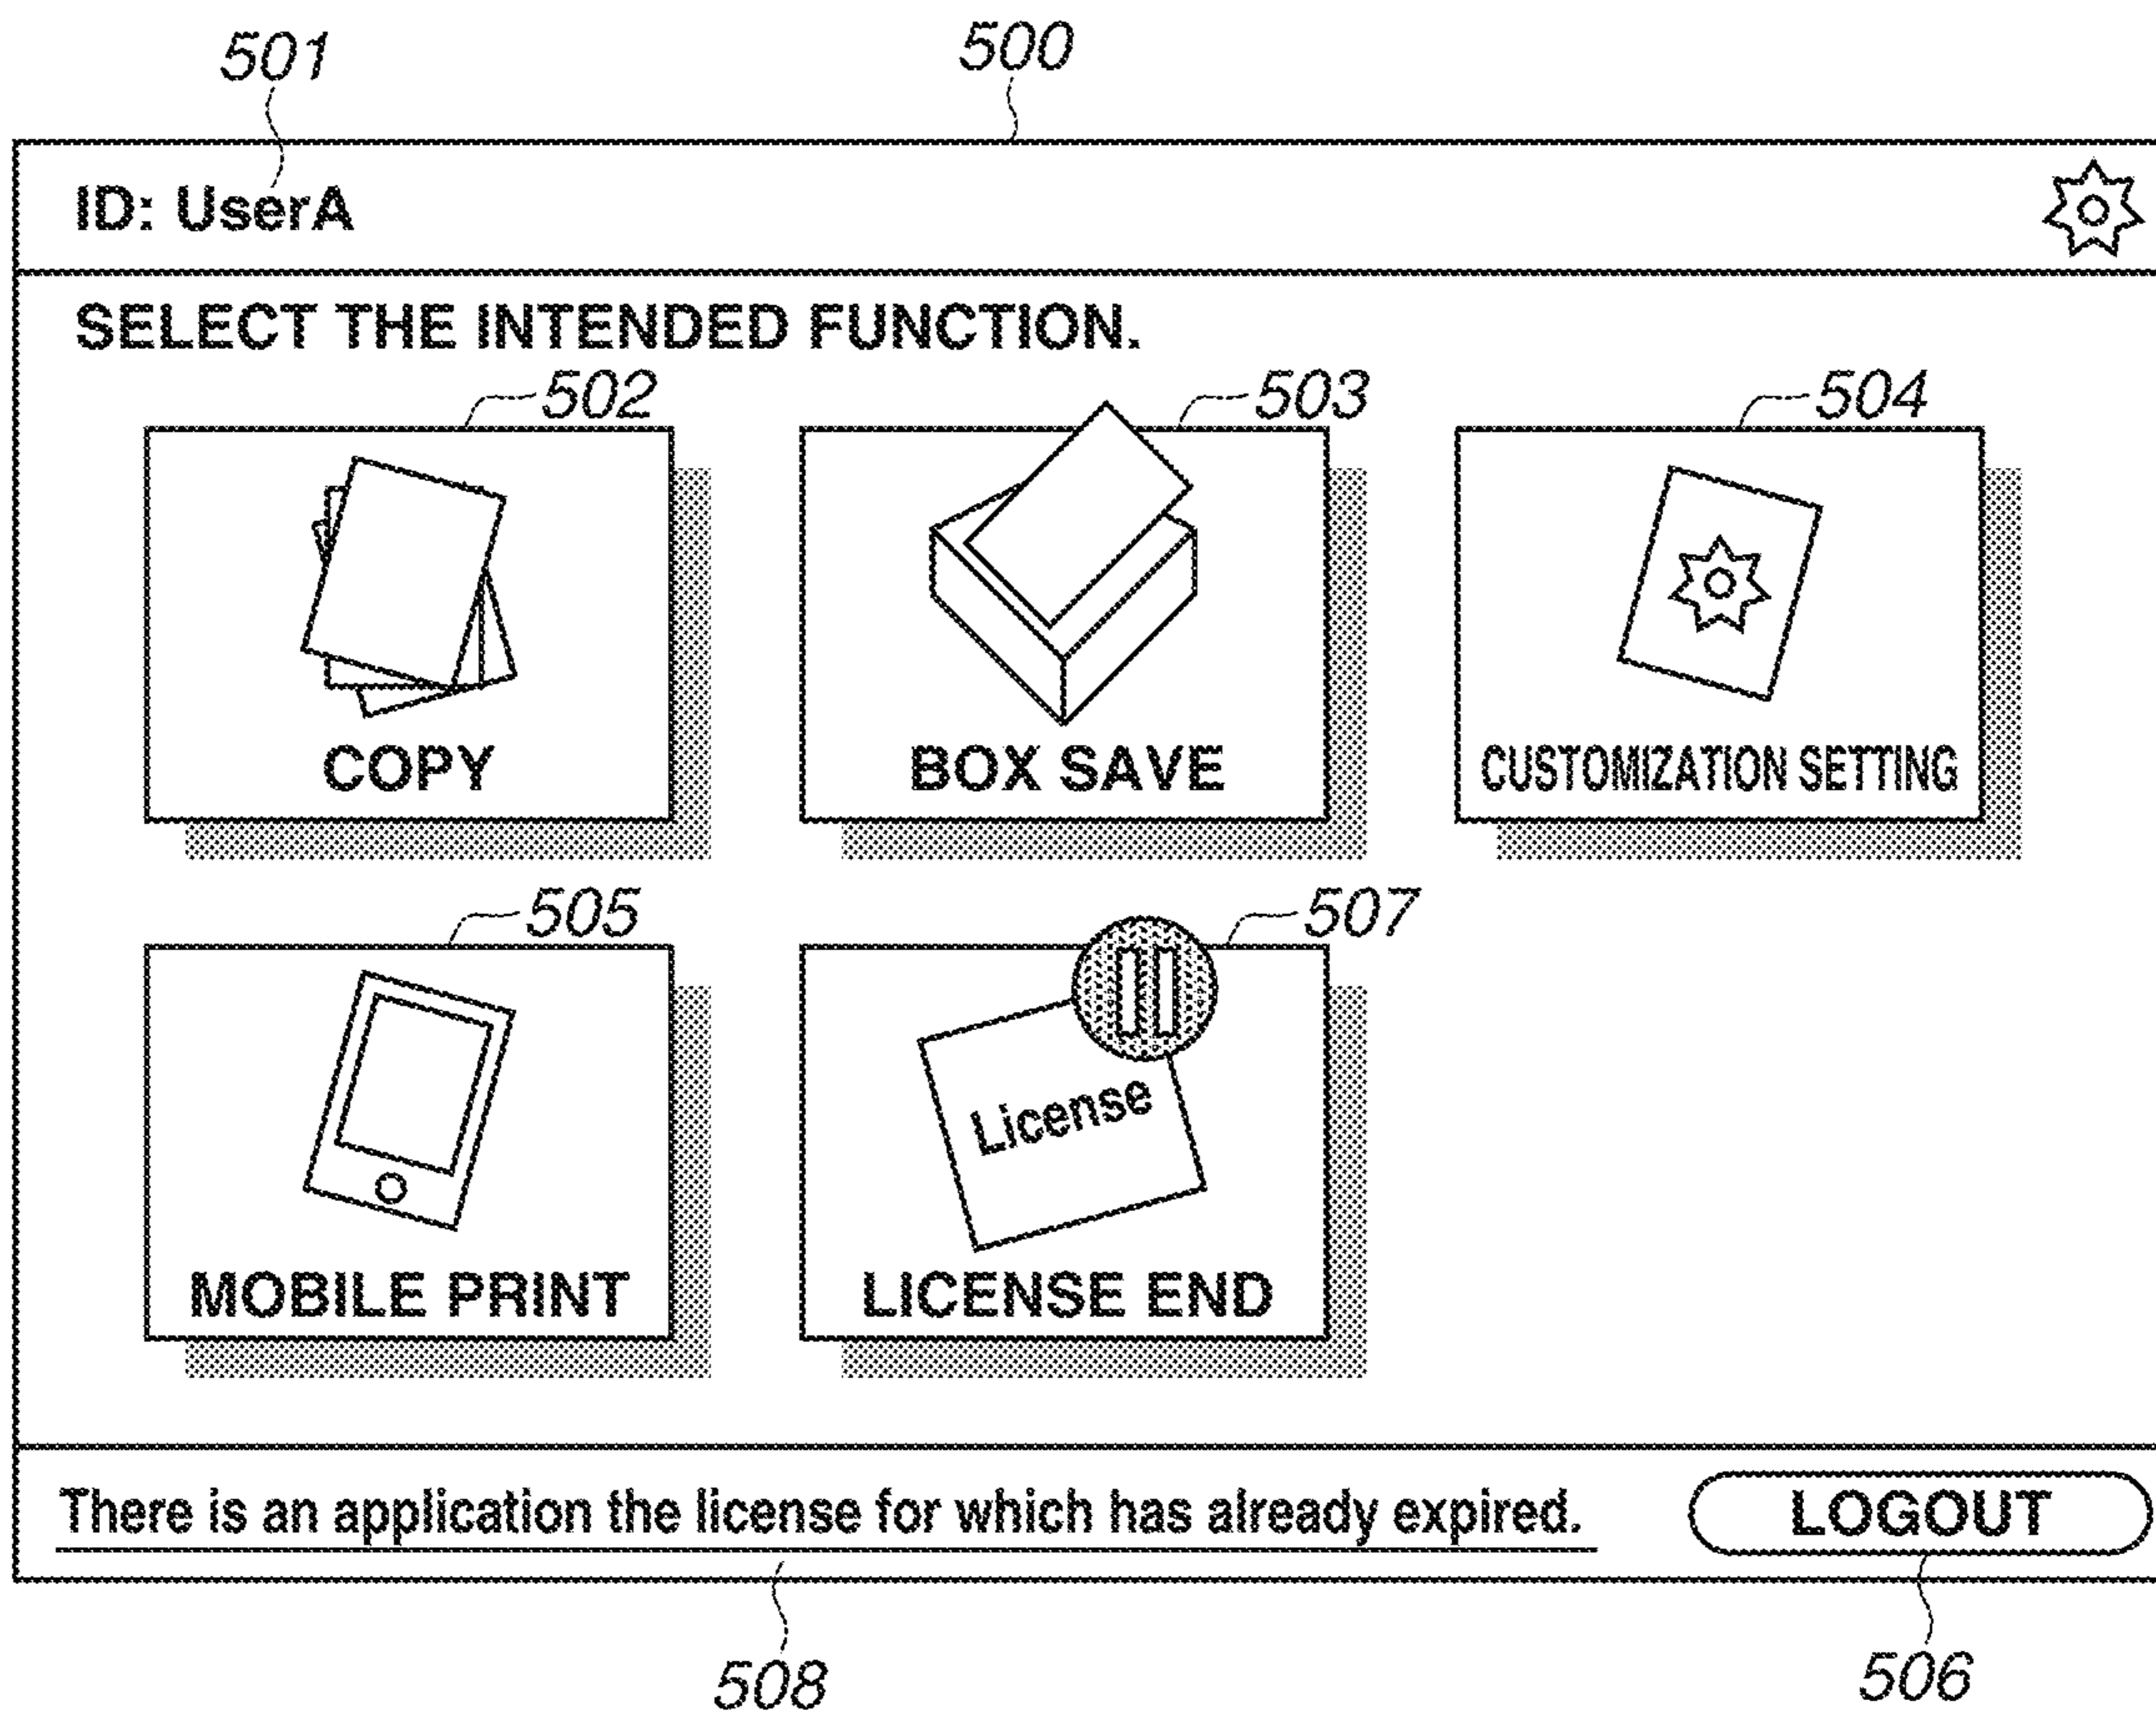 501
500
ID: UserA
SELECT THE INTENDED FUNCTION.
502
503
504
COPY
BOX SAVE
CUSTOMIZATION SETTING
505
507
License
MOBILE PRINT
LICENSE END
There is an application the license for which has already expired.
LOGOUT
508
506